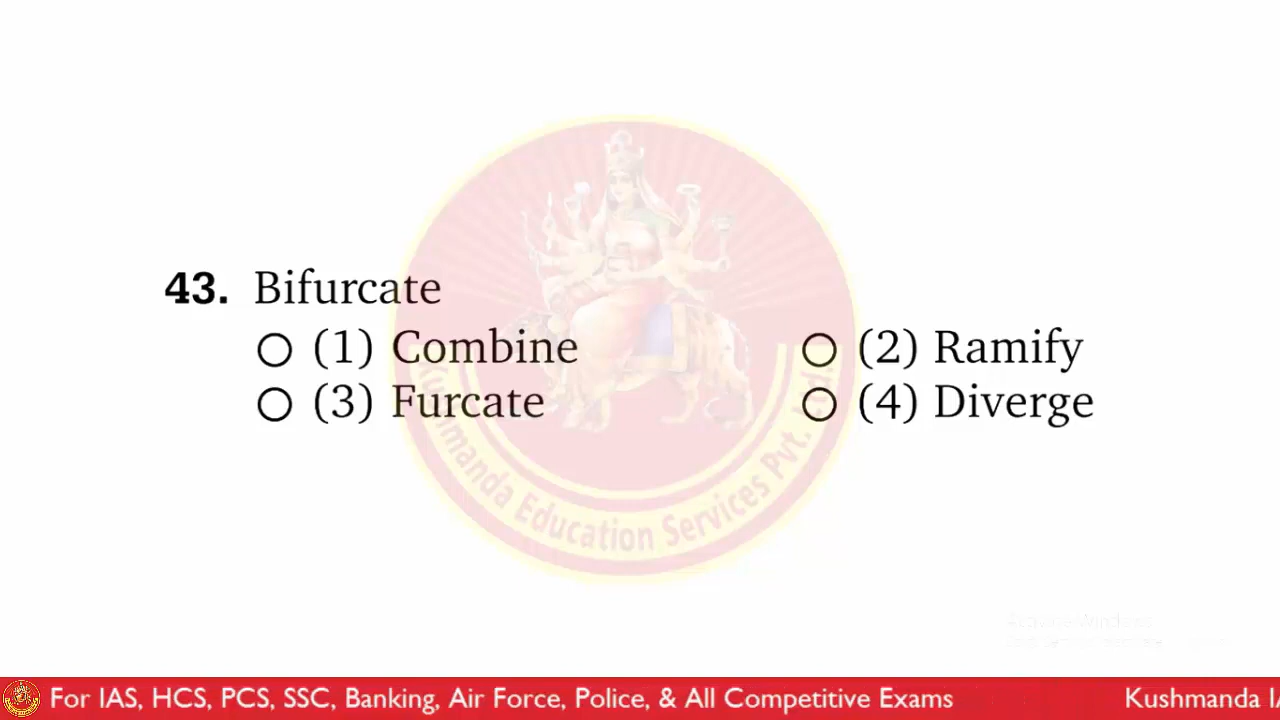 43. Bifurcate
(1) Combine (2) Ramify
(3) Furcate (4) Diverge
Kushmanda Education Services Pvt. Ltd.
For IAS, HCS, PCS, SSC, Banking, Air Force, Police, & All Competitive Exams Kushmanda